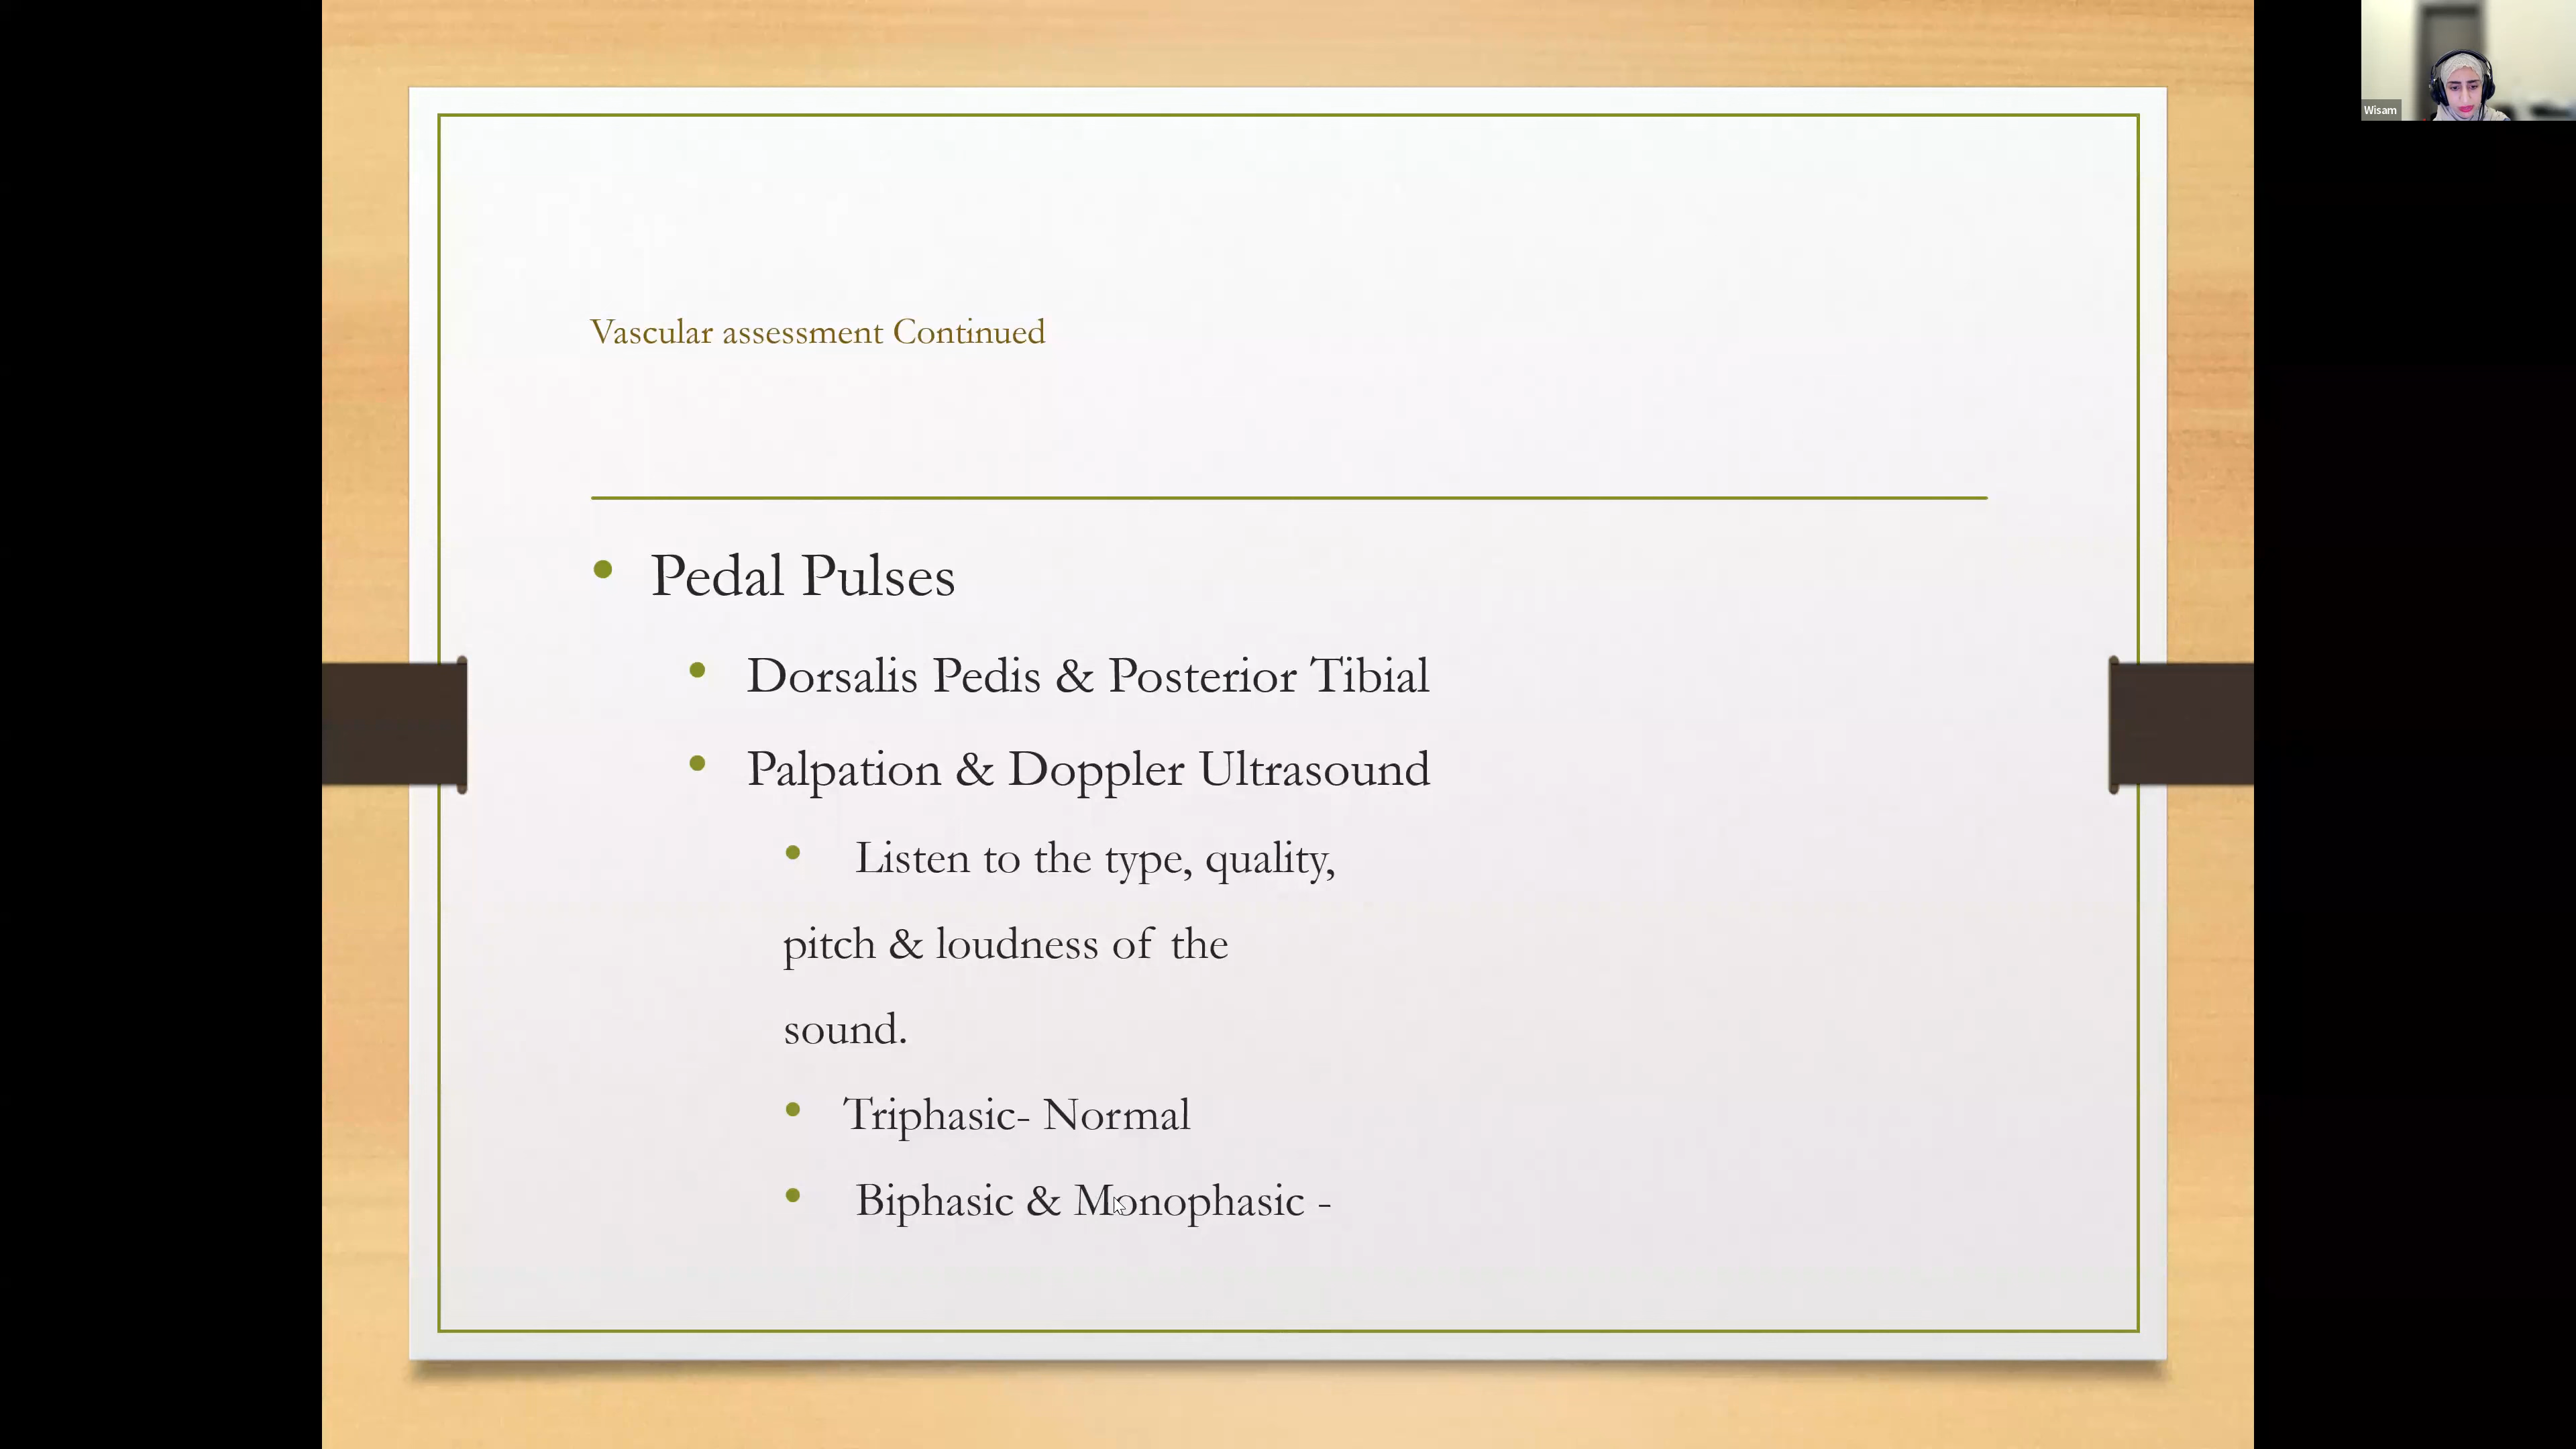 Wisam
Vascular assessment Continued
• Pedal Pulses
• Dorsalis Pedis & Posterior Tibial
• Palpation & Doppler Ultrasound
• Listen to the type, quality,
pitch & loudness of the
sound.
• Triphasic- Normal
• Biphasic & Monophasic -